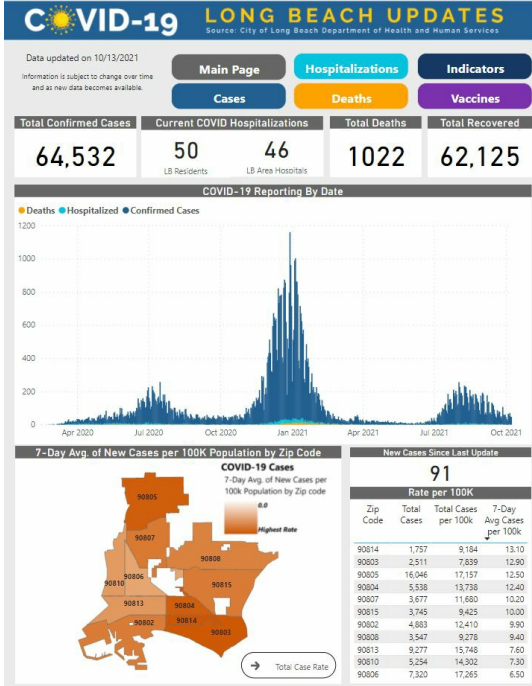 COVID-19
LONG BEACH UPDATES
Source: City of Long Beach Department of Health and Human Services
Data updated on 10/13/2021
Information is subject to change over time
and as new data becomes available.
Main Page
Hospitalizations
Indicators
Cases
Deaths
Vaccines
Total Confirmed Cases
64,532
Current COVID Hospitalizations
50
LB Residents
46
LB Area Hospitals
Total Deaths
1022
Total Recovered
62,125
COVID-19 Reporting By Date
Deaths Hospitalized Confirmed Cases
1200
1000
800
600
400
200
0
Apr 2020 Jul 2020 Oct 2020 Jan 2021 Apr 2021 Jul 2021 Oct 2021
7-Day Avg. of New Cases per 100K Population by Zip Code
COVID-19 Cases
7-Day Avg. of New Cases per
100k Population by Zip code
0.0
Highest Rate
90805
90807
90808
90806
90810
90815
90813
90804
90802
90814
90803
Total Case Rate
New Cases Since Last Update
91
Rate per 100K
Zip Code Total Cases Total Cases per 100k 7-Day Avg Cases per 100k
90814 1,757 9,184 13.10
90803 2,511 7,839 12.90
90805 16,046 17,157 12.50
90804 5,538 13,738 12.40
90807 3,677 11,680 10.20
90815 3,745 9,425 10.00
90802 4,883 12,410 9.90
90808 3,547 9,278 9.40
90813 9,277 15,748 7.60
90810 5,254 14,302 7.30
90806 7,320 17,265 6.50